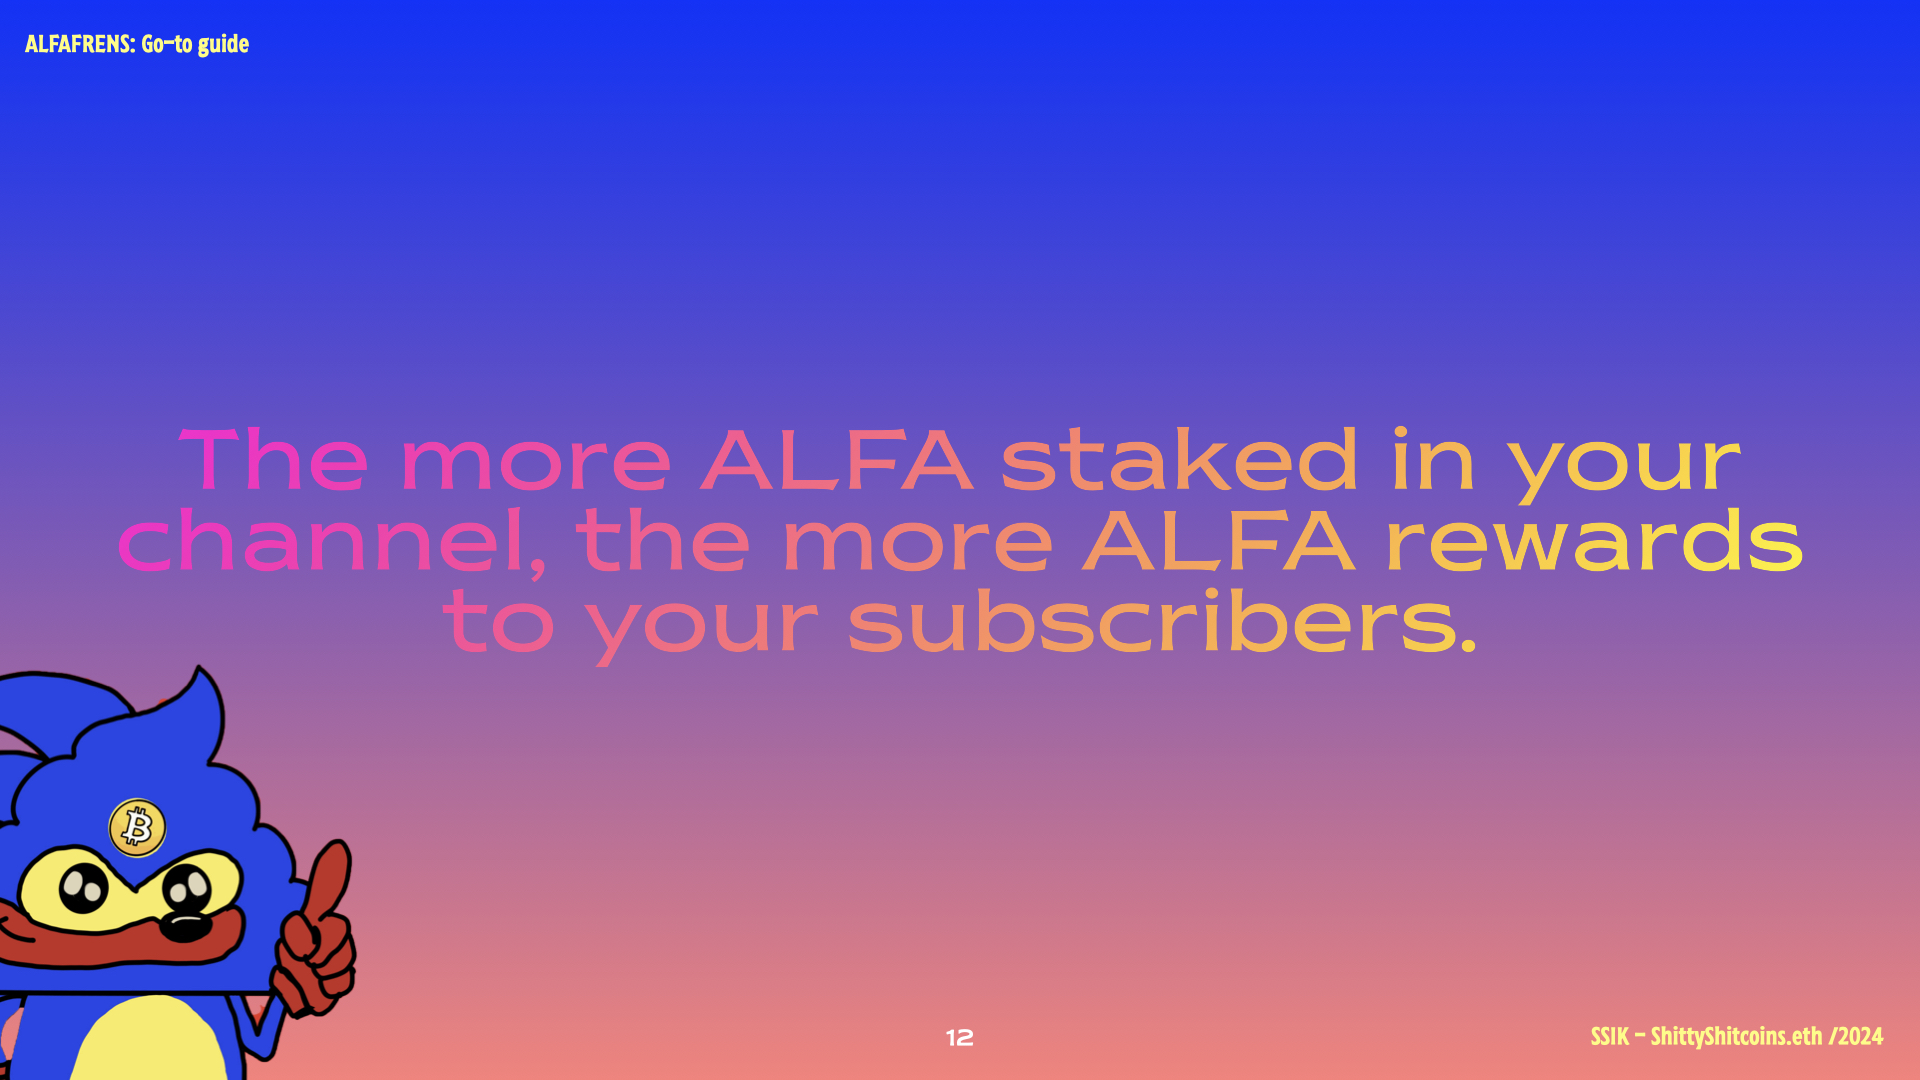 ALFAFRENS: Go-to guide
The more ALFA staked in your
channel, the more ALFA rewards
to your subscribers.
12
SSIK - ShittyShitcoins.eth /2024